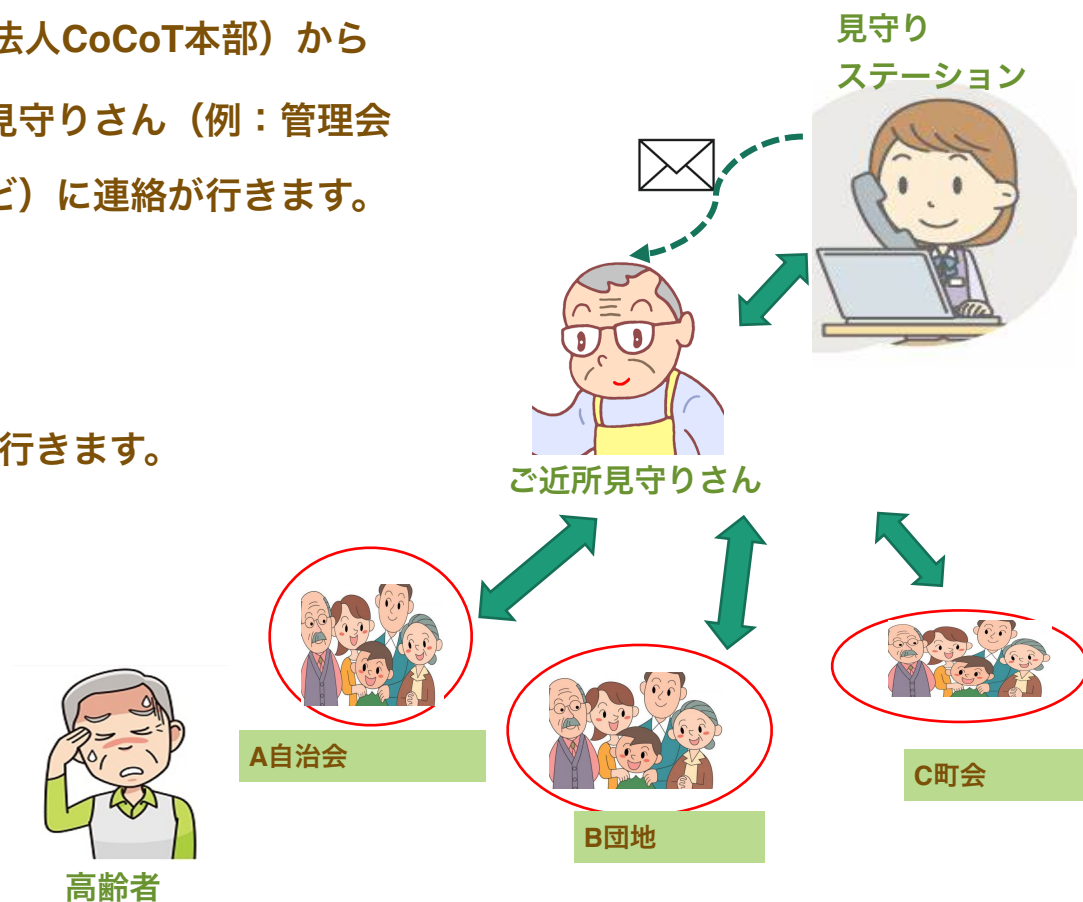 法人CoCoT本部）から
見守りさん（例：管理会
ど）に連絡が行きます。
行きます。
見守り
ステーション
ご近所見守りさん
A自治会
B団地
C町会
高齢者